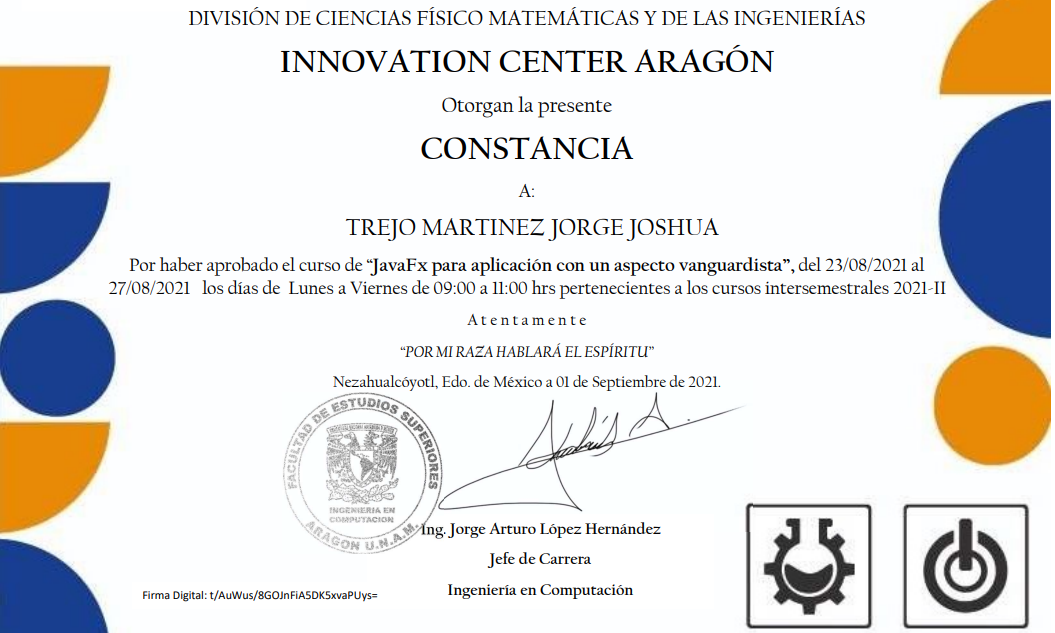 DIVISIÓN DE CIENCIAS FÍSICO MATEMÁTICAS Y DE LAS INGENIERÍAS
INNOVATION CENTER ARAGÓN
Otorgan la presente
CONSTANCIA
A:
TREJO MARTINEZ JORGE JOSHUA
Por haber aprobado el curso de “JavaFx para aplicación con un aspecto vanguardista”, del 23/08/2021 al
27/08/2021 los días de Lunes a Viernes de 09:00 a 11:00 hrs pertenecientes a los cursos intersemestrales 2021-II
Atentamente
“POR MI RAZA HABLARÁ EL ESPÍRITU”
Nezahualcóyotl, Edo. de México a 01 de Septiembre de 2021.
FACULTAD DE ESTUDIOS SUPERIORES
INGENIERIA EN
COMPUTACION
ARAGON U.N.A.M.
Ing. Jorge Arturo López Hernández
Jefe de Carrera
Ingeniería en Computación
Firma Digital: t/AuWus/8GOJnFiA5DK5xvaPUys=